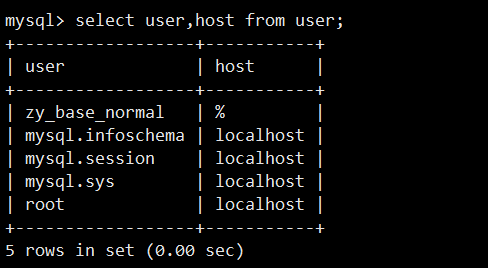 mysql> select user,host from user;
+------------------+-----------+
| user             | host      |
+------------------+-----------+
| zy_base_normal   | %         |
| mysql.infoschema | localhost |
| mysql.session    | localhost |
| mysql.sys        | localhost |
| root             | localhost |
+------------------+-----------+
5 rows in set (0.00 sec)